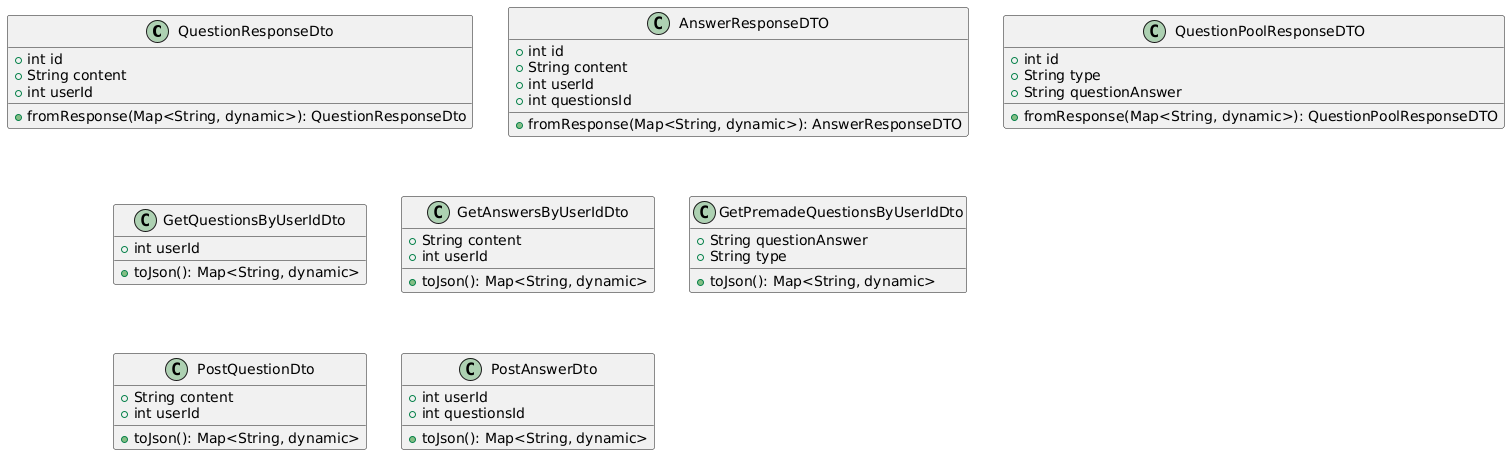 C QuestionResponseDto
int id
String content
int userId
fromResponse(Map<String, dynamic>): QuestionResponseDto
C AnswerResponseDTO
int id
String content
int userId
int questionsId
fromResponse(Map<String, dynamic>): AnswerResponseDTO
C QuestionPoolResponseDTO
int id
String type
String questionAnswer
fromResponse(Map<String, dynamic>): QuestionPoolResponseDTO
C GetQuestionsByUserIdDto
int userId
toJson(): Map<String, dynamic>
C GetAnswersByUserIdDto
String content
int userId
toJson(): Map<String, dynamic>
C GetPremadeQuestionsByUserIdDto
String questionAnswer
String type
toJson(): Map<String, dynamic>
C PostQuestionDto
String content
int userId
toJson(): Map<String, dynamic>
C PostAnswerDto
int userId
int questionsId
toJson(): Map<String, dynamic>